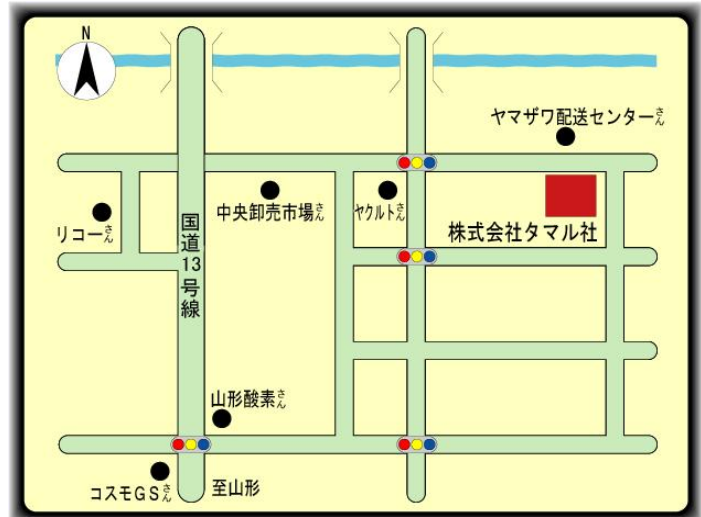 N
ヤマザワ配送センターさん
中央卸売市場さん
ヤクルトさん
リコーさん
国道13号線
株式会社タマル社
山形酸素さん
コスモGSさん
至山形